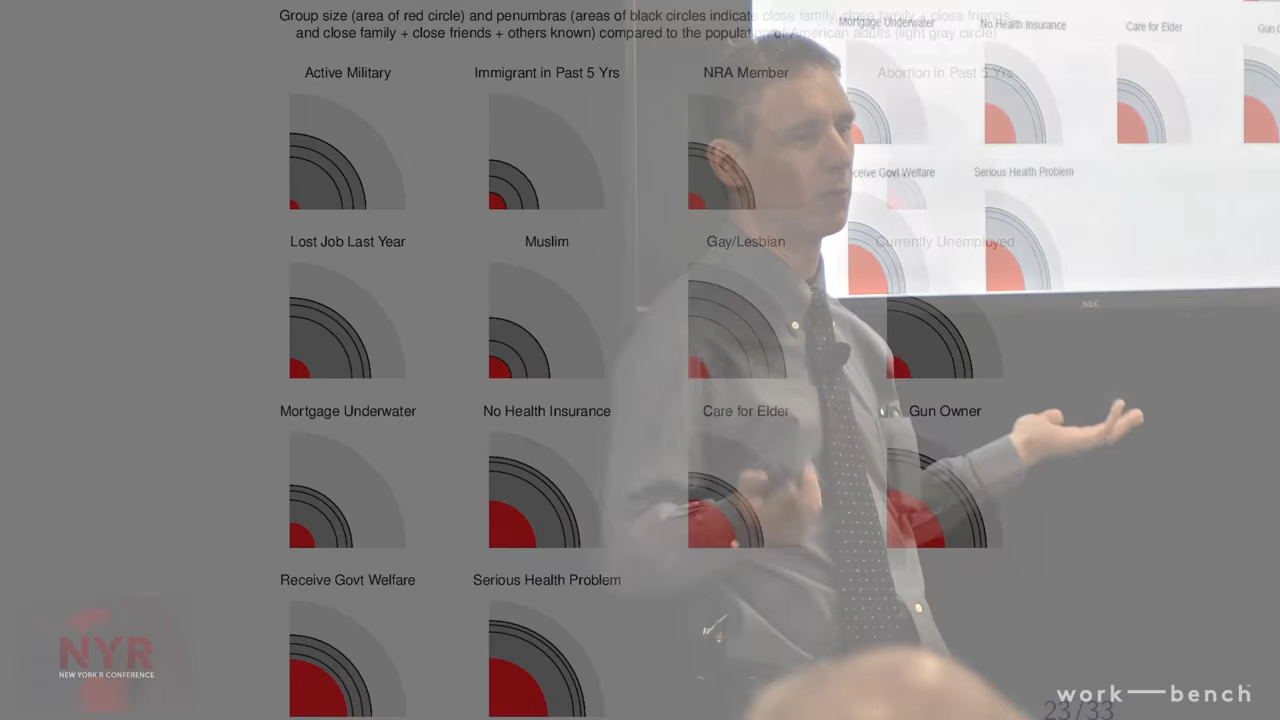 Group size (area of red circle) and penumbras (areas of black circles indicate close family, close family + close friends,
and close family + close friends + others known) compared to the population of American adults (light gray circle)
Mortgage Underwater
No Health Insurance
Care for Elder
Gun
Active Military
Immigrant in Past 5 Yrs
NRA Member
Abortion in Past 5 Yrs
ceive Govt Welfare
Serious Health Problem
Lost Job Last Year
Muslim
Gay/Lesbian
Currently Unemployed
NEC
Mortgage Underwater
No Health Insurance
Care for Elder
Gun Owner
Receive Govt Welfare
Serious Health Problem
NYR
NEW YORK R CONFERENCE
work—bench
23/33